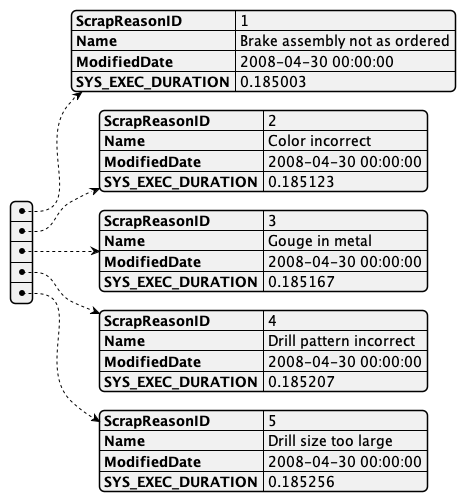 ScrapReasonID 1
Name Brake assembly not as ordered
ModifiedDate 2008-04-30 00:00:00
SYS_EXEC_DURATION 0.185003
ScrapReasonID 2
Name Color incorrect
ModifiedDate 2008-04-30 00:00:00
SYS_EXEC_DURATION 0.185123
ScrapReasonID 3
Name Gouge in metal
ModifiedDate 2008-04-30 00:00:00
SYS_EXEC_DURATION 0.185167
ScrapReasonID 4
Name Drill pattern incorrect
ModifiedDate 2008-04-30 00:00:00
SYS_EXEC_DURATION 0.185207
ScrapReasonID 5
Name Drill size too large
ModifiedDate 2008-04-30 00:00:00
SYS_EXEC_DURATION 0.185256